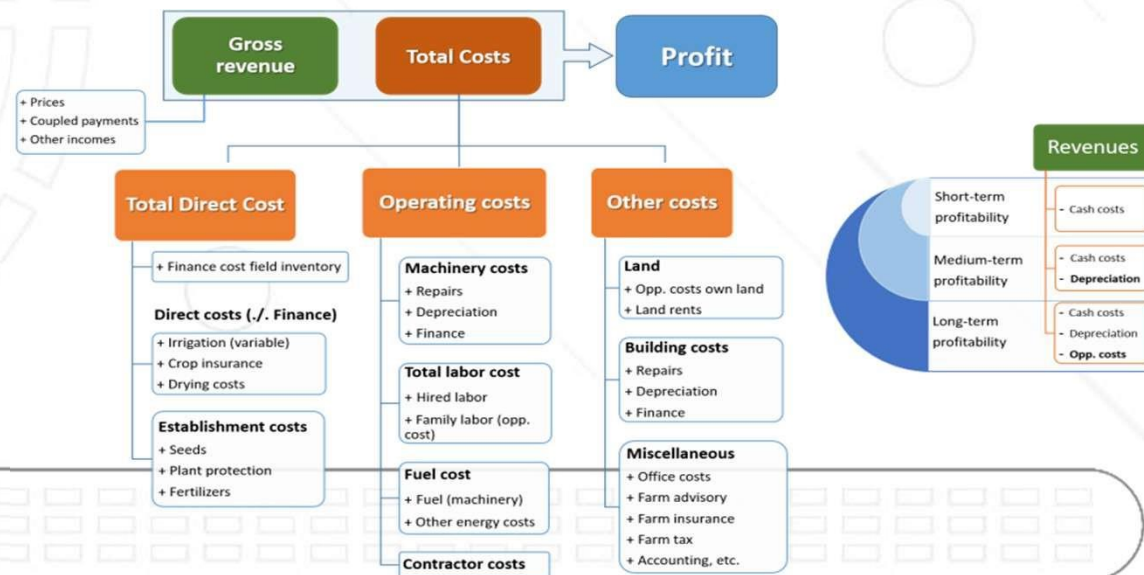 Gross
revenue
Total Costs
Profit
+ Prices
+ Coupled payments
+ Other incomes
Total Direct Cost
+ Finance cost field inventory
Direct costs (./. Finance)
+ Irrigation (variable)
+ Crop insurance
+ Drying costs
Establishment costs
+ Seeds
+ Plant protection
+ Fertilizers
Operating costs
Machinery costs
+ Repairs
+ Depreciation
+ Finance
Total labor cost
+ Hired labor
+ Family labor (opp.
cost)
Fuel cost
+ Fuel (machinery)
+ Other energy costs
Contractor costs
Other costs
Land
+ Opp. costs own land
+ Land rents
Building costs
+ Repairs
+ Depreciation
+ Finance
Miscellaneous
+ Office costs
+ Farm advisory
+ Farm insurance
+ Farm tax
+ Accounting, etc.
Revenues
Short-term
profitability
- Cash costs
Medium-term
profitability
- Cash costs
- Depreciation
Long-term
profitability
- Cash costs
- Depreciation
- Opp. costs